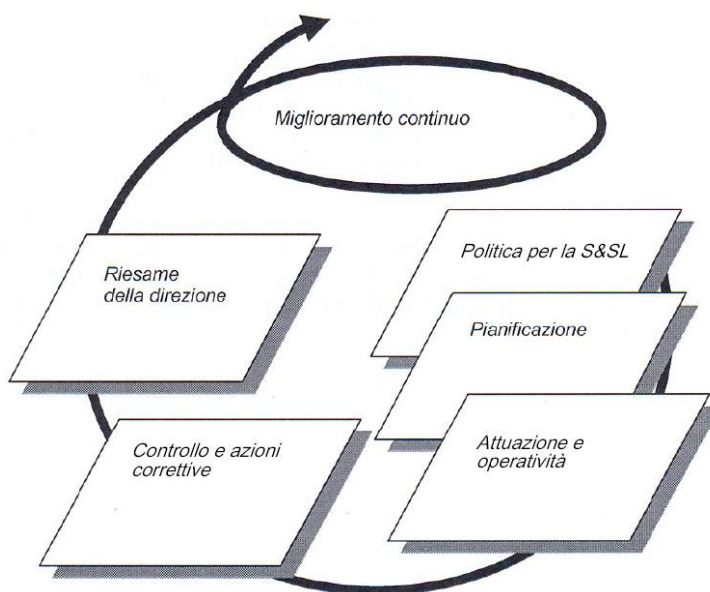 Miglioramento continuo
Politica per la S&SL
Pianificazione
Attuazione e
operatività
Controllo e azioni
correttive
Riesame
della direzione